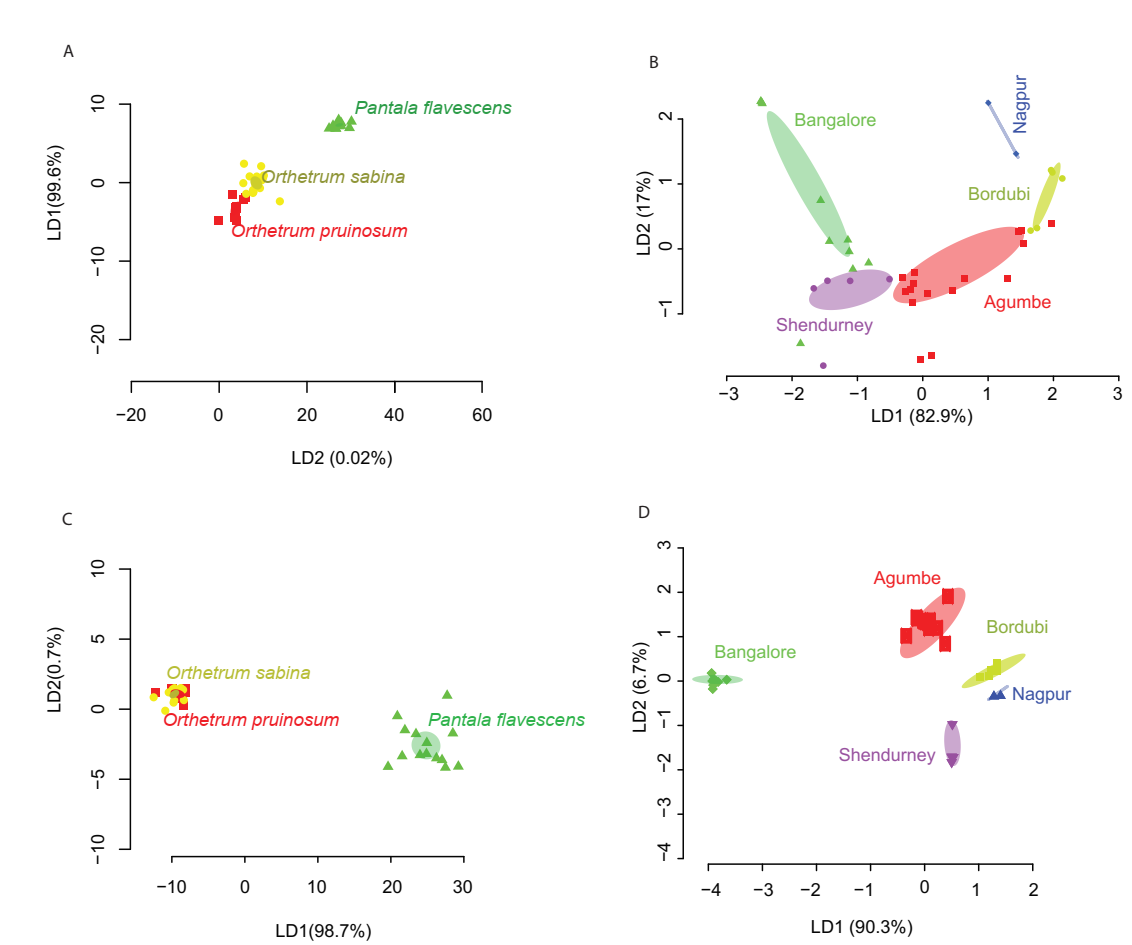 A
10
0
−10
−20
LD1(99.6%)
Pantala flavescens
Orthetrum sabina
Orthetrum pruinosum
−20
0
20
40
60
LD2 (0.02%)
B
2
1
0
−1
LD2 (17%)
Bangalore
Nagpur
Bordubi
Agumbe
Shendurney
−3
−2
−1
0
1
2
3
LD1 (82.9%)
C
10
5
0
−5
−10
LD2(0.7%)
Orthetrum sabina
Orthetrum pruinosum
Pantala flavescens
−10
0
10
20
30
LD1(98.7%)
D
3
2
1
0
−1
−2
−3
−4
LD2 (6.7%)
Agumbe
Bordubi
Bangalore
Nagpur
Shendurney
−4
−3
−2
−1
0
1
2
LD1 (90.3%)